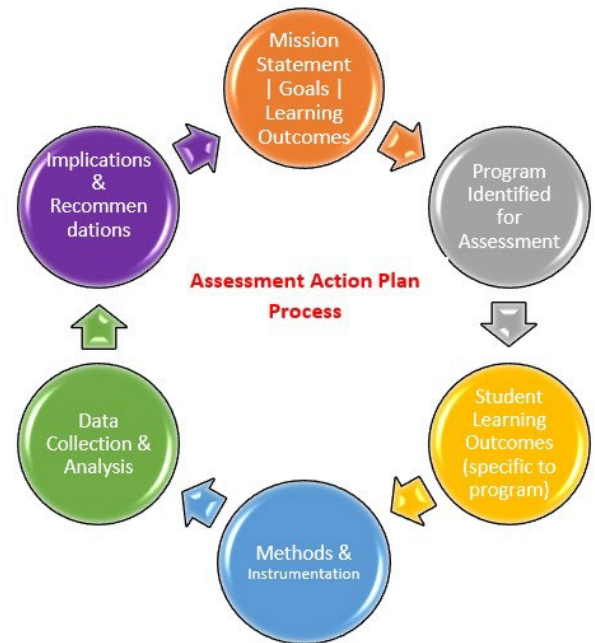 Mission
Statement
| Goals |
Learning
Outcomes
Program
Identified
for
Assessment
Student
Learning
Outcomes
(specific to
program)
Methods &
Instrumentation
Data
Collection &
Analysis
Implications
&
Recommen
dations
Assessment Action Plan
Process